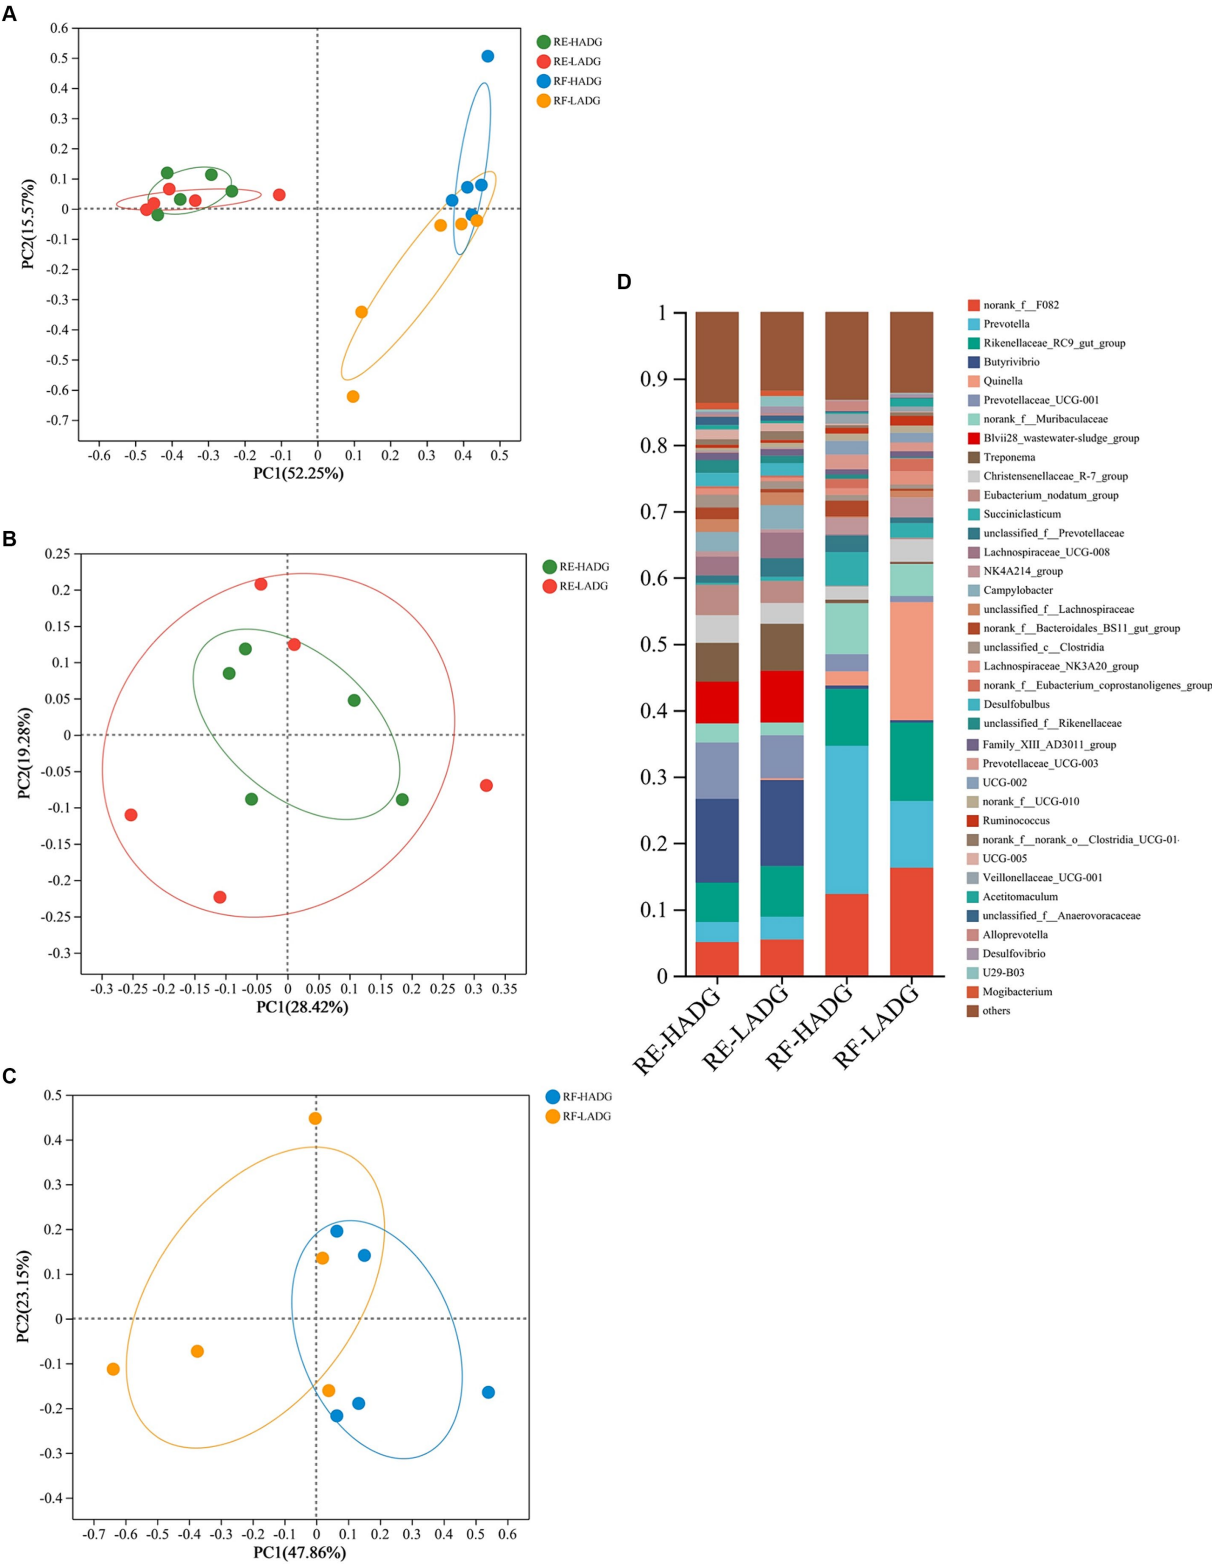 A
0.6
0.5
0.4
0.3
0.2
0.1
0
-0.1
-0.2
-0.3
-0.4
-0.5
-0.6
-0.7
PC2(15.57%)
-0.6 -0.5 -0.4 -0.3 -0.2 -0.1 0 0.1 0.2 0.3 0.4 0.5
PC1(52.25%)
RE-HADG
RE-LADG
RF-HADG
RF-LADG
B
0.25
0.2
0.15
0.1
0.05
0
-0.05
-0.1
-0.15
-0.2
-0.25
-0.3
PC2(19.28%)
-0.3 -0.25 -0.2 -0.15 -0.1 -0.05 0 0.05 0.1 0.15 0.2 0.25 0.3 0.35
PC1(28.42%)
RE-HADG
RE-LADG
C
0.5
0.4
0.3
0.2
0.1
0
-0.1
-0.2
-0.3
-0.4
PC2(23.15%)
-0.7 -0.6 -0.5 -0.4 -0.3 -0.2 -0.1 0 0.1 0.2 0.3 0.4 0.5 0.6
PC1(47.86%)
RF-HADG
RF-LADG
D
1
0.9
0.8
0.7
0.6
0.5
0.4
0.3
0.2
0.1
0
RE-HADG
RE-LADG
RF-HADG
RF-LADG
norank_f__F082
Prevotella
Rikenellaceae_RC9_gut_group
Butyrivibrio
Quinella
Prevotellaceae_UCG-001
norank_f__Muribaculaceae
Blvii28_wastewater-sludge_group
Treponema
Christensenellaceae_R-7_group
Eubacterium_nodatum_group
Succiniclasticum
unclassified_f__Prevotellaceae
Lachnospiraceae_UCG-008
NK4A214_group
Campylobacter
unclassified_f__Lachnospiraceae
norank_f__Bacteroidales_BS11_gut_group
unclassified_c__Clostridia
Lachnospiraceae_NK3A20_group
norank_f__Eubacterium_coprostanoligenes_group
Desulfobulbus
unclassified_f__Rikenellaceae
Family_XIII_AD3011_group
Prevotellaceae_UCG-003
UCG-002
norank_f__UCG-010
Ruminococcus
norank_f__norank_o__Clostridia_UCG-01
UCG-005
Veillonellaceae_UCG-001
Acetitomaculum
unclassified_f__Anaerovoracaceae
Alloprevotella
Desulfovibrio
U29-B03
Mogibacterium
others